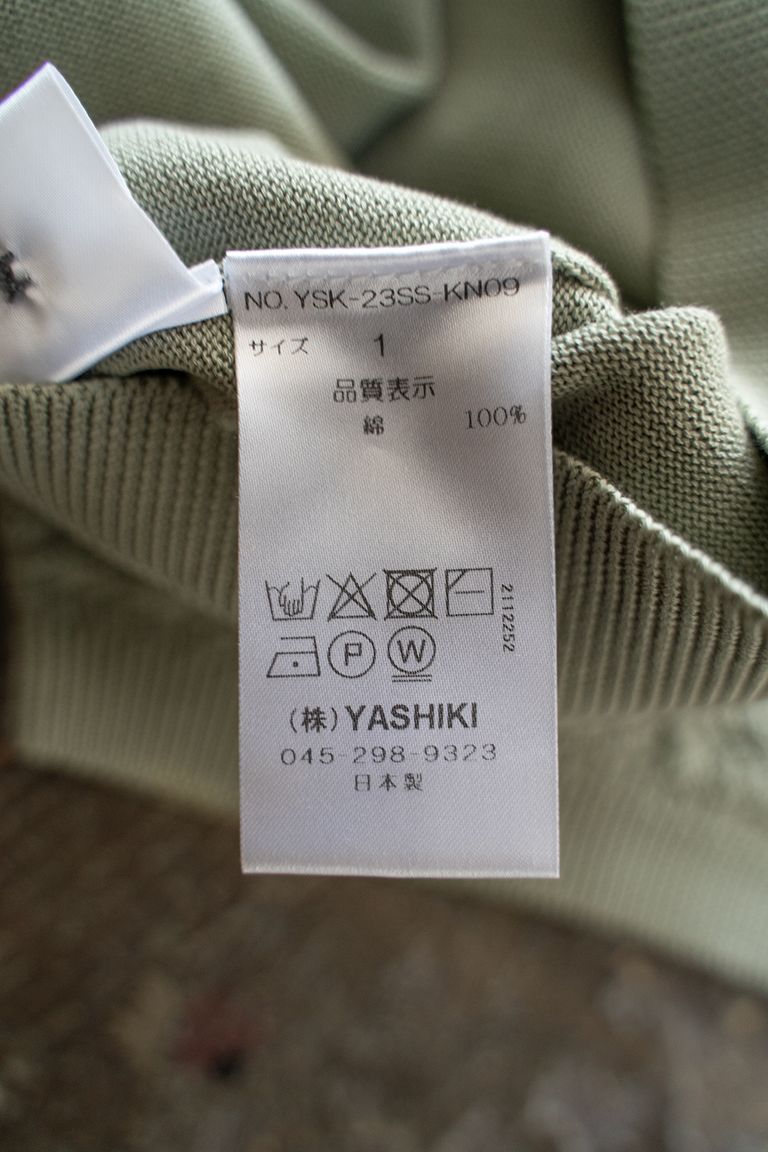 NO. YSK-23SS-KN09
サイズ 1
品質表示
綿 100%
2112252
P W
(株)YASHIKI
045-298-9323
日本製